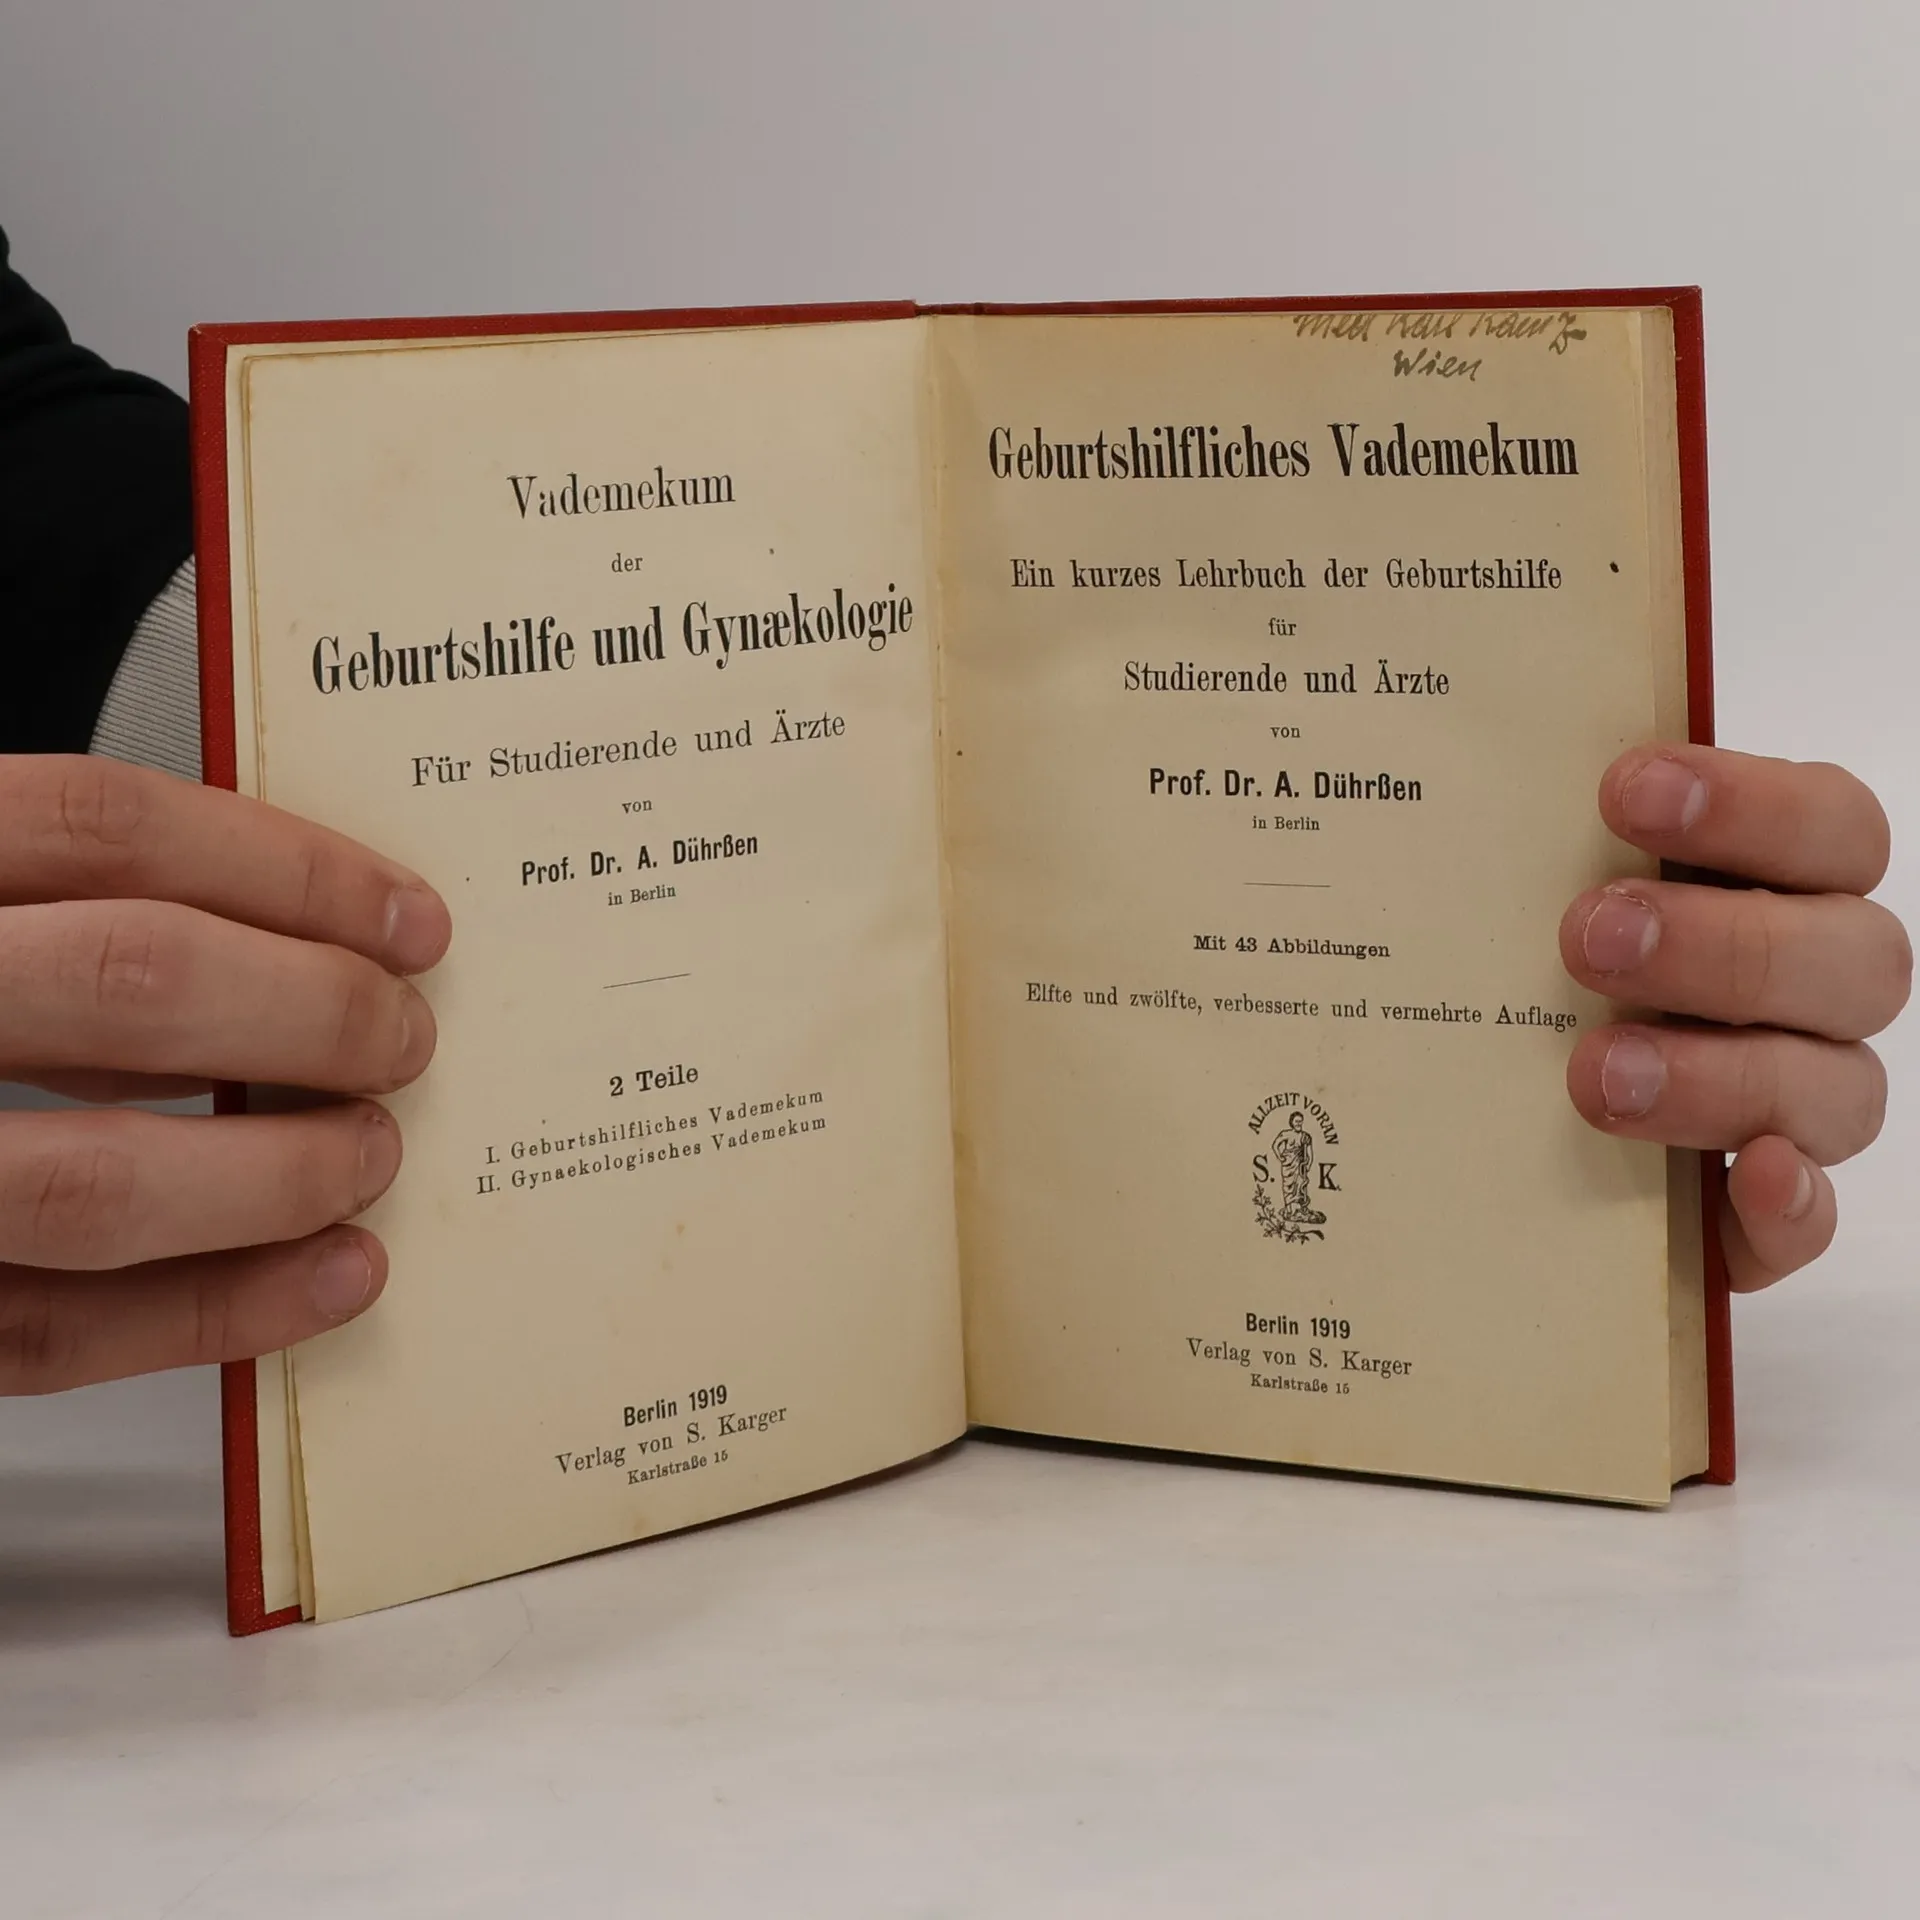 Vademekum
der
Geburtshilfe und Gynækologie
Für Studierende und Ärzte
von
Prof. Dr. A. Dührßen
in Berlin
2 Teile
I. Geburtshilfliches Vademekum
II. Gynaekologisches Vademekum
Berlin 1919
Verlag von S. Karger
Karlstraße 15
Karl
Wien
Geburtshilfliches Vademekum
Ein kurzes Lehrbuch der Geburtshilfe
für
Studierende und Ärzte
von
Prof. Dr. A. Dührßen
in Berlin
Mit 43 Abbildungen
Elfte und zwölfte, verbesserte und vermehrte Auflage
ALLZEIT VORAN
S. K.
Berlin 1919
Verlag von S. Karger
Karlstraße 15